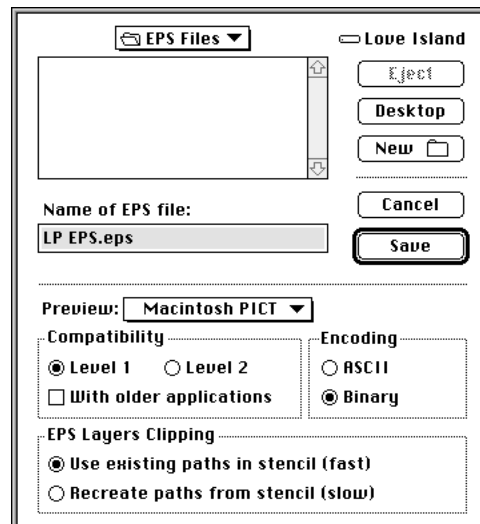 EPS Files
Love Island
Eject
Desktop
New
Name of EPS file:
LP EPS.eps
Cancel
Save
Preview: Macintosh PICT
Compatibility
Level 1 Level 2
With older applications
Encoding
ASCII
Binary
EPS Layers Clipping
Use existing paths in stencil (fast)
Recreate paths from stencil (slow)